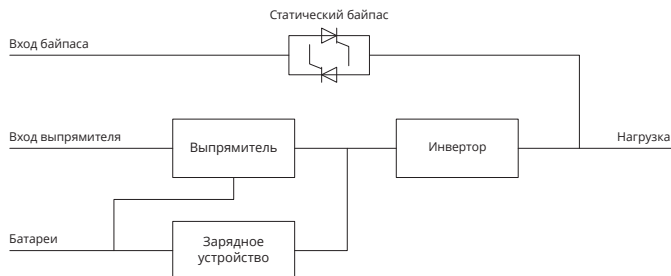 Статический байпас
Вход байпаса
Вход выпрямителя
Выпрямитель
Инвертор
Нагрузка
Батареи
Зарядное
устройство